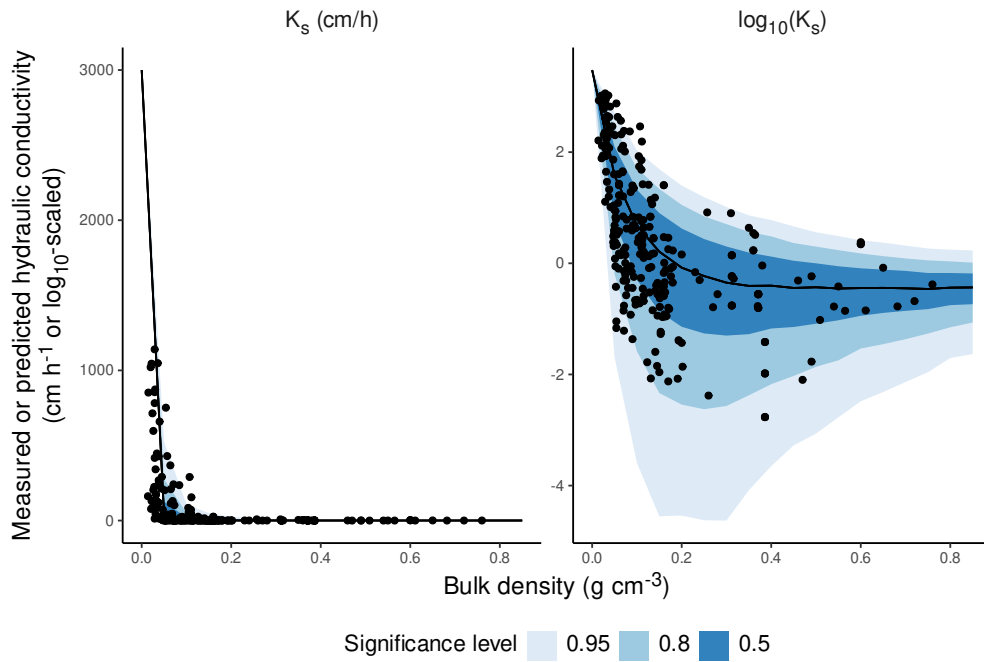 Kₛ (cm/h)
log₁₀(Kₛ)
Measured or predicted hydraulic conductivity
(cm h⁻¹ or log₁₀-scaled)
3000
2000
1000
0
2
0
-2
-4
0.0 0.2 0.4 0.6 0.8
0.0 0.2 0.4 0.6 0.8
Bulk density (g cm⁻³)
Significance level 0.95 0.8 0.5